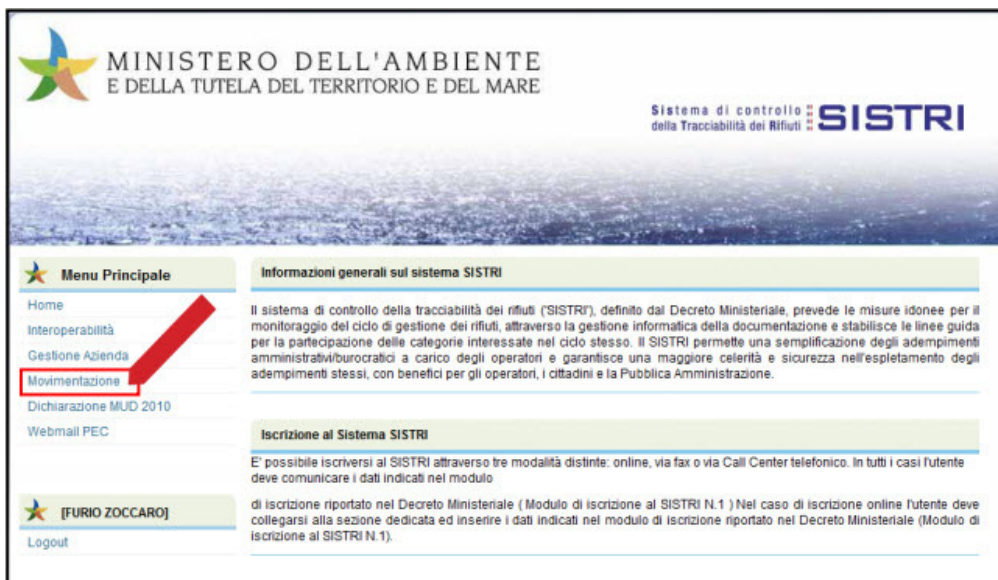 MINISTERO DELL'AMBIENTE
E DELLA TUTELA DEL TERRITORIO E DEL MARE
Sistema di controllo
della Tracciabilità dei Rifiuti
SISTRI
Menu Principale
Home
Interoperabilità
Gestione Azienda
Movimentazione
Dichiarazione MUD 2010
Webmail PEC
[FURIO ZOCCARO]
Logout
Informazioni generali sul sistema SISTRI
Il sistema di controllo della tracciabilità dei rifiuti ('SISTRI'), definito dal Decreto Ministeriale, prevede le misure idonee per il
monitoraggio del ciclo di gestione dei rifiuti, attraverso la gestione informatica della documentazione e stabilisce le linee guida
per la partecipazione delle categorie interessate nel ciclo stesso. Il SISTRI permette una semplificazione degli adempimenti
amministrativi/burocratici a carico degli operatori e garantisce una maggiore celerità e sicurezza nell'espletamento degli
adempimenti stessi, con benefici per gli operatori, i cittadini e la Pubblica Amministrazione.
Iscrizione al Sistema SISTRI
E' possibile iscriversi al SISTRI attraverso tre modalità distinte: online, via fax o via Call Center telefonico. In tutti i casi l'utente
deve comunicare i dati indicati nel modulo
di iscrizione riportato nel Decreto Ministeriale ( Modulo di iscrizione al SISTRI N.1 ) Nel caso di iscrizione online l'utente deve
collegarsi alla sezione dedicata ed inserire i dati indicati nel modulo di iscrizione riportato nel Decreto Ministeriale (Modulo di
iscrizione al SISTRI N.1).